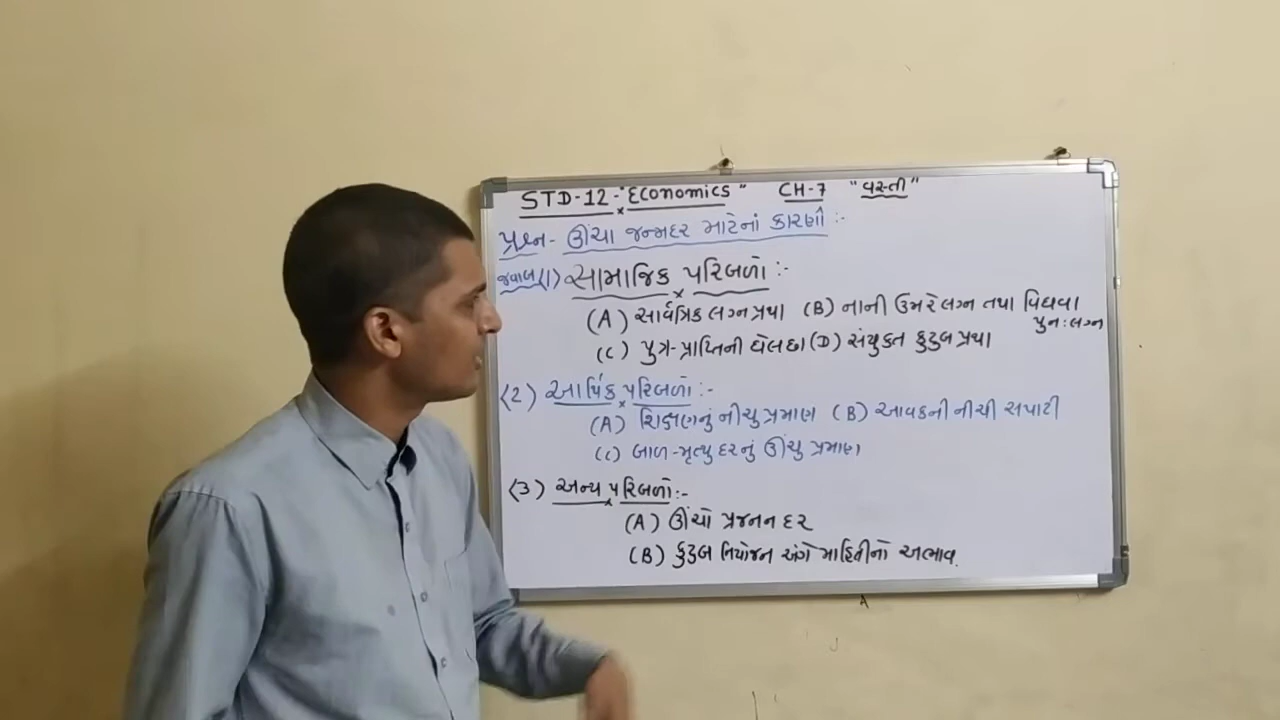 STD-12-"Economics" CH-7 "વસ્તી"
પ્રશ્ન- ઊંચા જન્મદર માટેનાં કારણો :-
જવાબ (1) સામાજિક પરિબળો :-
(A) સાર્વત્રિક લગ્ન પ્રથા (B) નાની ઉમરે લગ્ન તથા વિધવા
પુન:લગ્ન
(C) પુત્ર-પ્રાપ્તિની ઘેલછા (D) સંયુક્ત કુટુબ પ્રથા
(2) આર્થિક પરિબળો :-
(A) શિક્ષણનું નીચુ પ્રમાણ (B) આવકની નીચી સપાટી
(C) બાળ-મૃત્યુ દરનું ઊંચુ પ્રમાણ
(3) અન્ય પરિબળો :-
(A) ઊંચો પ્રજનન દર
(B) કુટુબ નિયોજન અંગે માહિતીનો અભાવ.